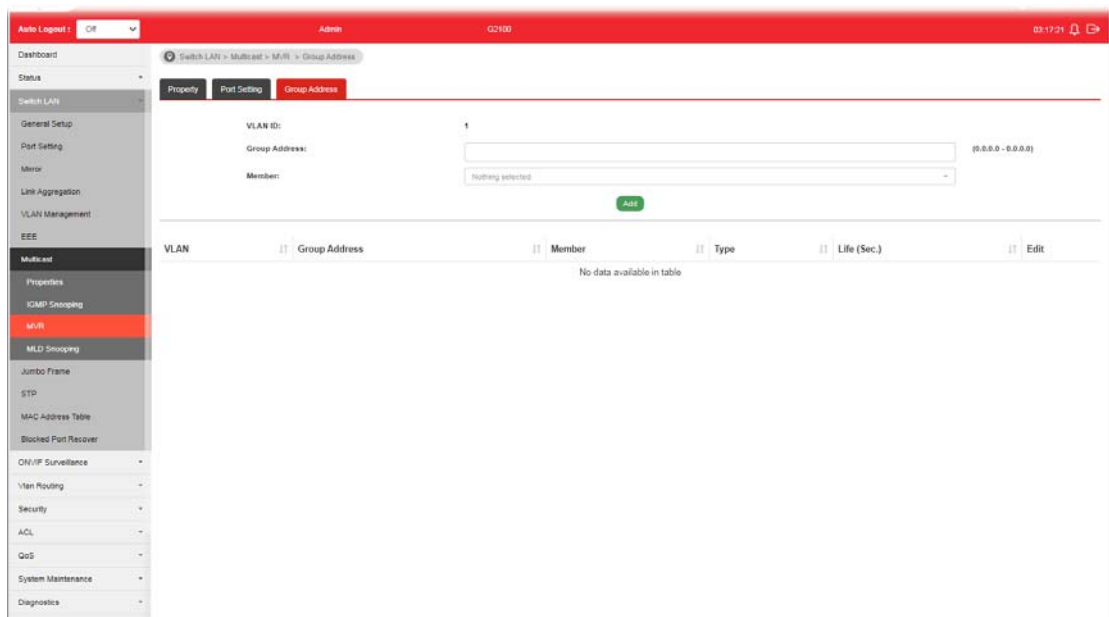 Auto Logout : Off Admin G2100 03:17:21
Dashboard
Switch LAN > Multicast > MVR > Group Address
Status
Property Port Setting Group Address
Switch LAN
General Setup
VLAN ID: 1
Port Setting
Group Address: (0.0.0.0 - 0.0.0.0)
Mirror
Member: Nothing selected
Link Aggregation
Add
VLAN Management
EEE
VLAN Group Address Member Type Life (Sec.) Edit
Multicast
No data available in table
Properties
IGMP Snooping
MVR
MLD Snooping
Jumbo Frame
STP
MAC Address Table
Blocked Port Recover
ONVIF Surveillance
Vlan Routing
Security
ACL
QoS
System Maintenance
Diagnostics